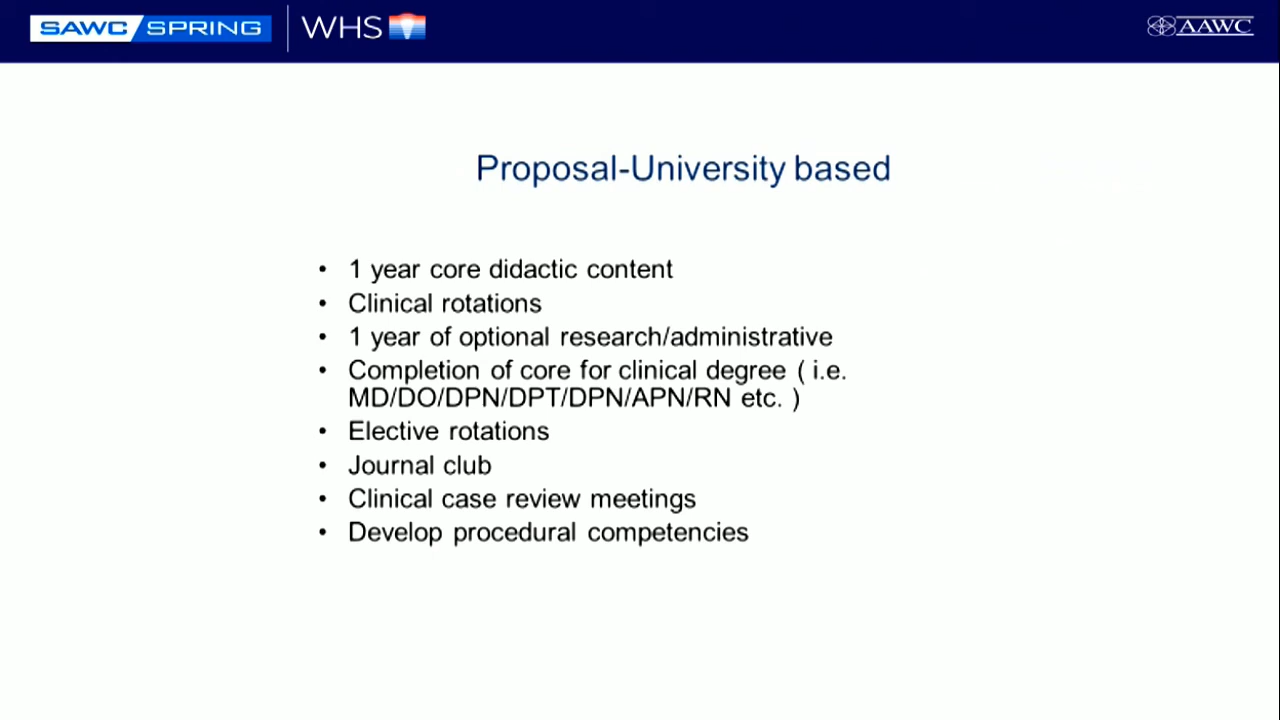 SAWC SPRING WHS AAWC
Proposal-University based
• 1 year core didactic content
• Clinical rotations
• 1 year of optional research/administrative
• Completion of core for clinical degree ( i.e.
MD/DO/DPN/DPT/DPN/APN/RN etc. )
• Elective rotations
• Journal club
• Clinical case review meetings
• Develop procedural competencies